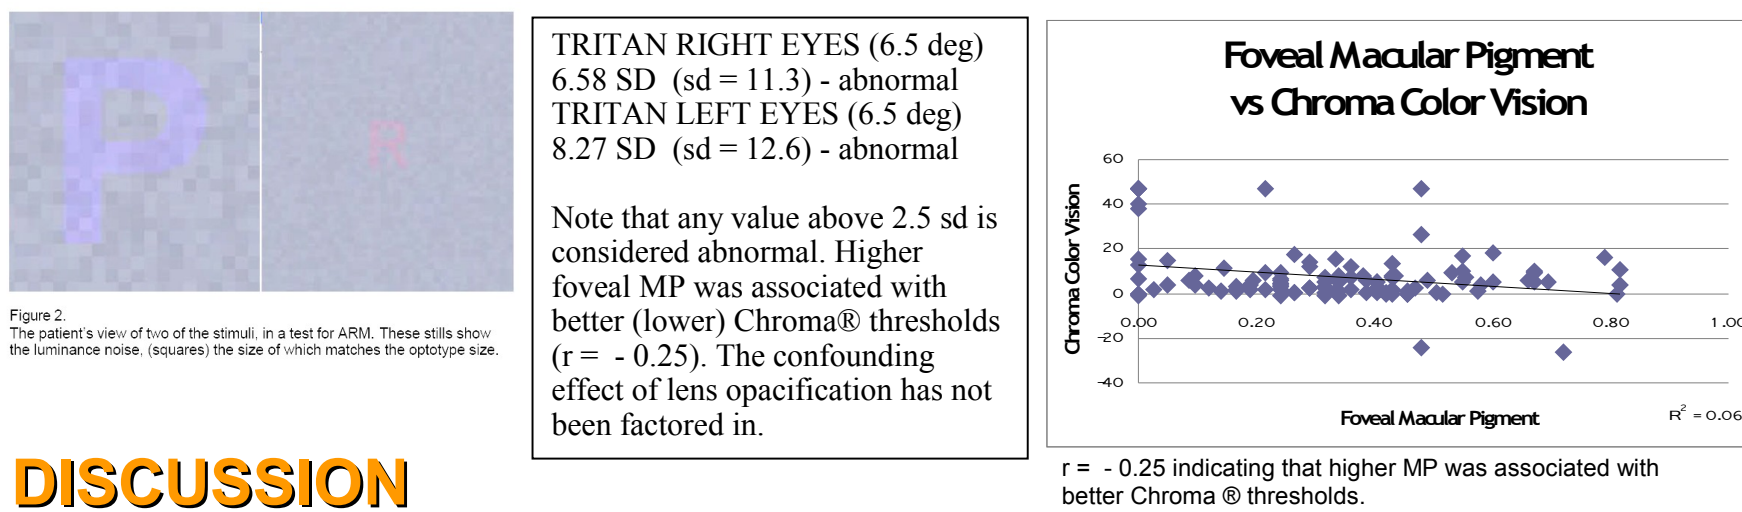 P
R
Figure 2.
The patient's view of two of the stimuli, in a test for ARM. These stills show
the luminance noise, (squares) the size of which matches the optotype size.
DISCUSSION
TRITAN RIGHT EYES (6.5 deg)
6.58 SD (sd = 11.3) - abnormal
TRITAN LEFT EYES (6.5 deg)
8.27 SD (sd = 12.6) - abnormal
Note that any value above 2.5 sd is
considered abnormal. Higher
foveal MP was associated with
better (lower) Chroma® thresholds
(r = - 0.25). The confounding
effect of lens opacification has not
been factored in.
Foveal Macular Pigment
vs Chroma Color Vision
Chroma Color Vision
60
40
20
0
-20
-40
0.00 0.20 0.40 0.60 0.80 1.00
Foveal Macular Pigment
R² = 0.06
r = - 0.25 indicating that higher MP was associated with
better Chroma ® thresholds.